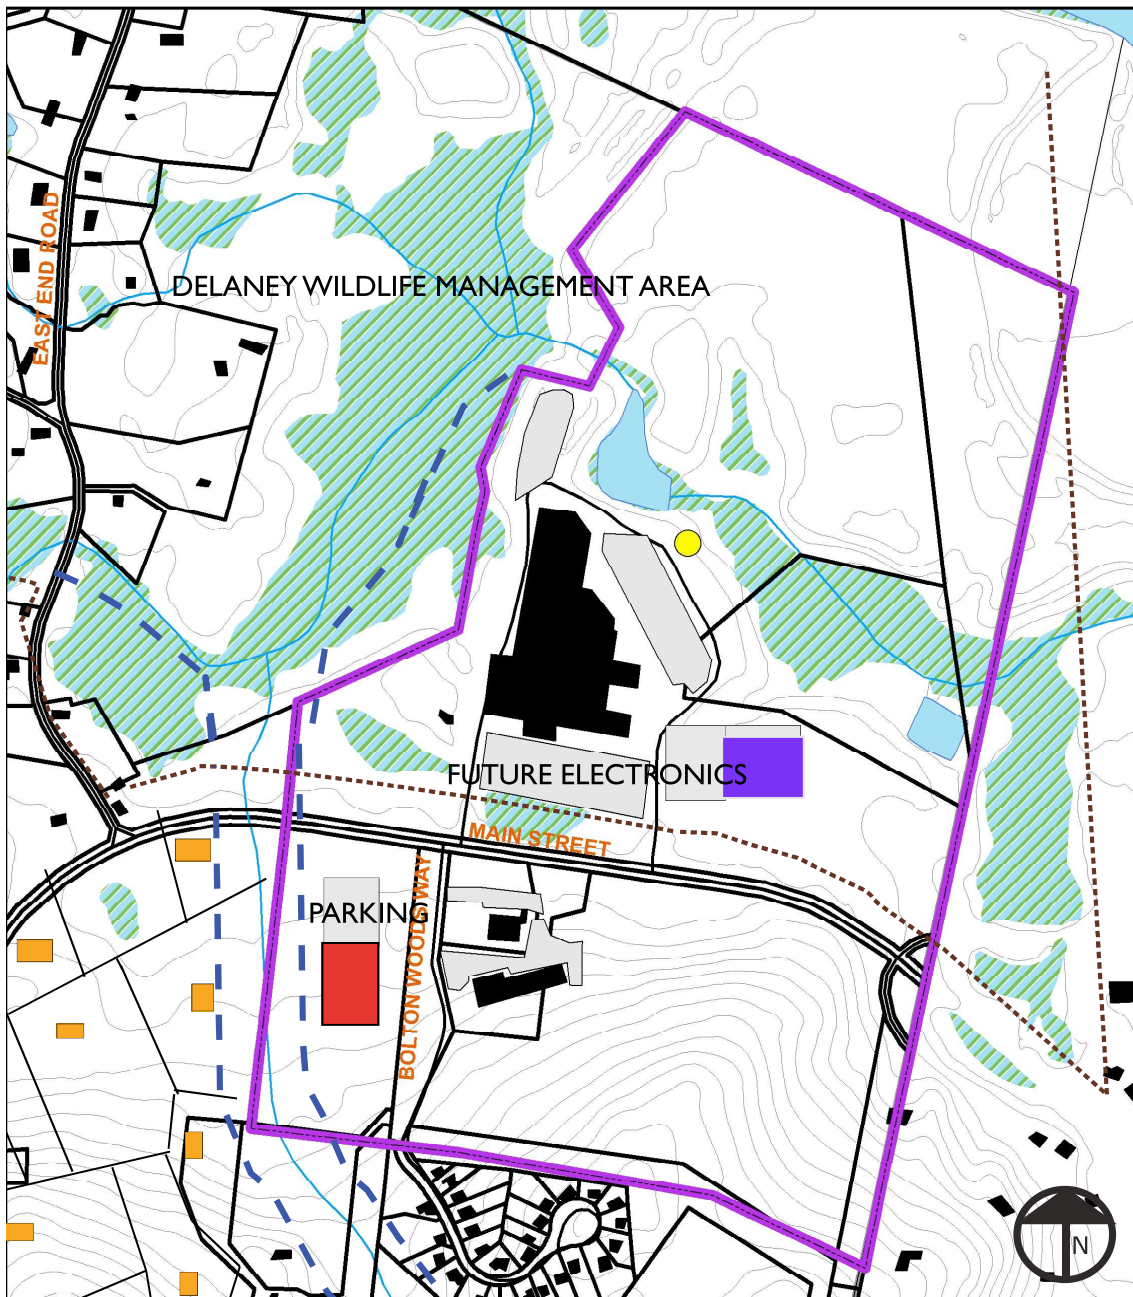 DELANEY WILDLIFE MANAGEMENT AREA
EAST END ROAD
FUTURE ELECTRONICS
MAIN STREET
PARKING
BOLTON WOODS WAY
N